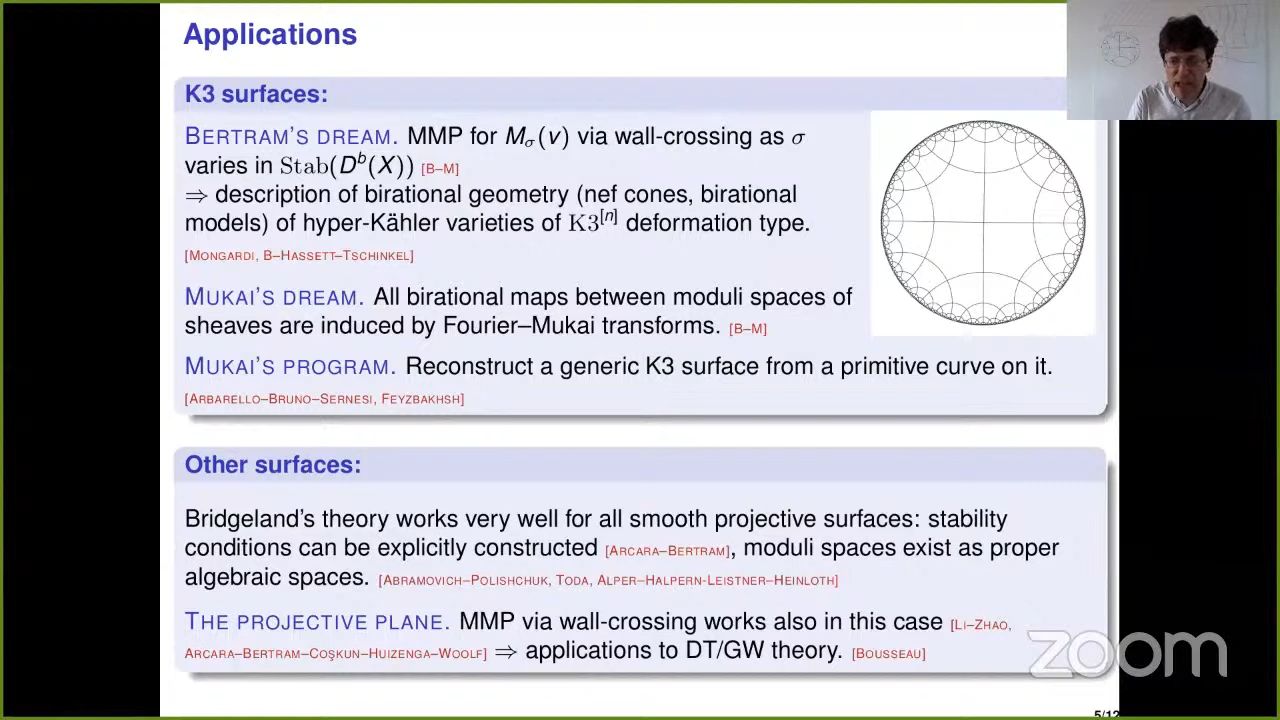 Applications
K3 surfaces:
BERTRAM'S DREAM. MMP for Mσ(v) via wall-crossing as σ
varies in Stab(Dᵇ(X)) [B–M]
⇒ description of birational geometry (nef cones, birational
models) of hyper-Kähler varieties of K3[n] deformation type.
[MONGARDI, B–HASSETT–TSCHINKEL]
MUKAI'S DREAM. All birational maps between moduli spaces of
sheaves are induced by Fourier–Mukai transforms. [B–M]
MUKAI'S PROGRAM. Reconstruct a generic K3 surface from a primitive curve on it.
[ARBARELLO–BRUNO–SERNESI, FEYZBAKHSH]
Other surfaces:
Bridgeland's theory works very well for all smooth projective surfaces: stability
conditions can be explicitly constructed [ARCARA–BERTRAM], moduli spaces exist as proper
algebraic spaces. [ABRAMOVICH–POLISHCHUK, TODA, ALPER–HALPERN-LEISTNER–HEINLOTH]
THE PROJECTIVE PLANE. MMP via wall-crossing works also in this case [LI–ZHAO,
ARCARA–BERTRAM–COŞKUN–HUIZENGA–WOOLF] ⇒ applications to DT/GW theory. [BOUSSEAU]
zoom
5/12